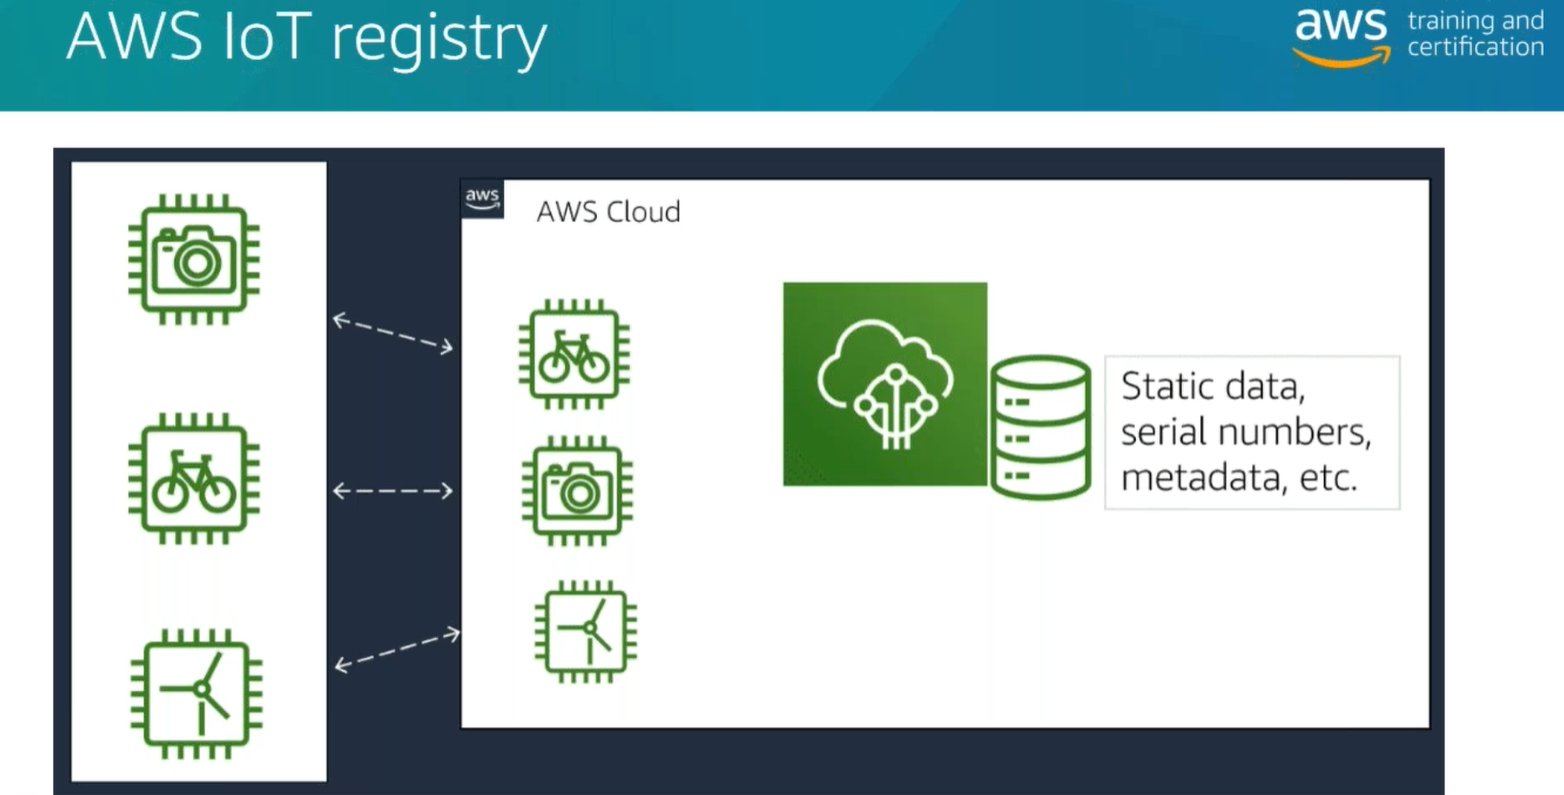 AWS IoT registry
aws
training and
certification
aws
AWS Cloud
Static data,
serial numbers,
metadata, etc.